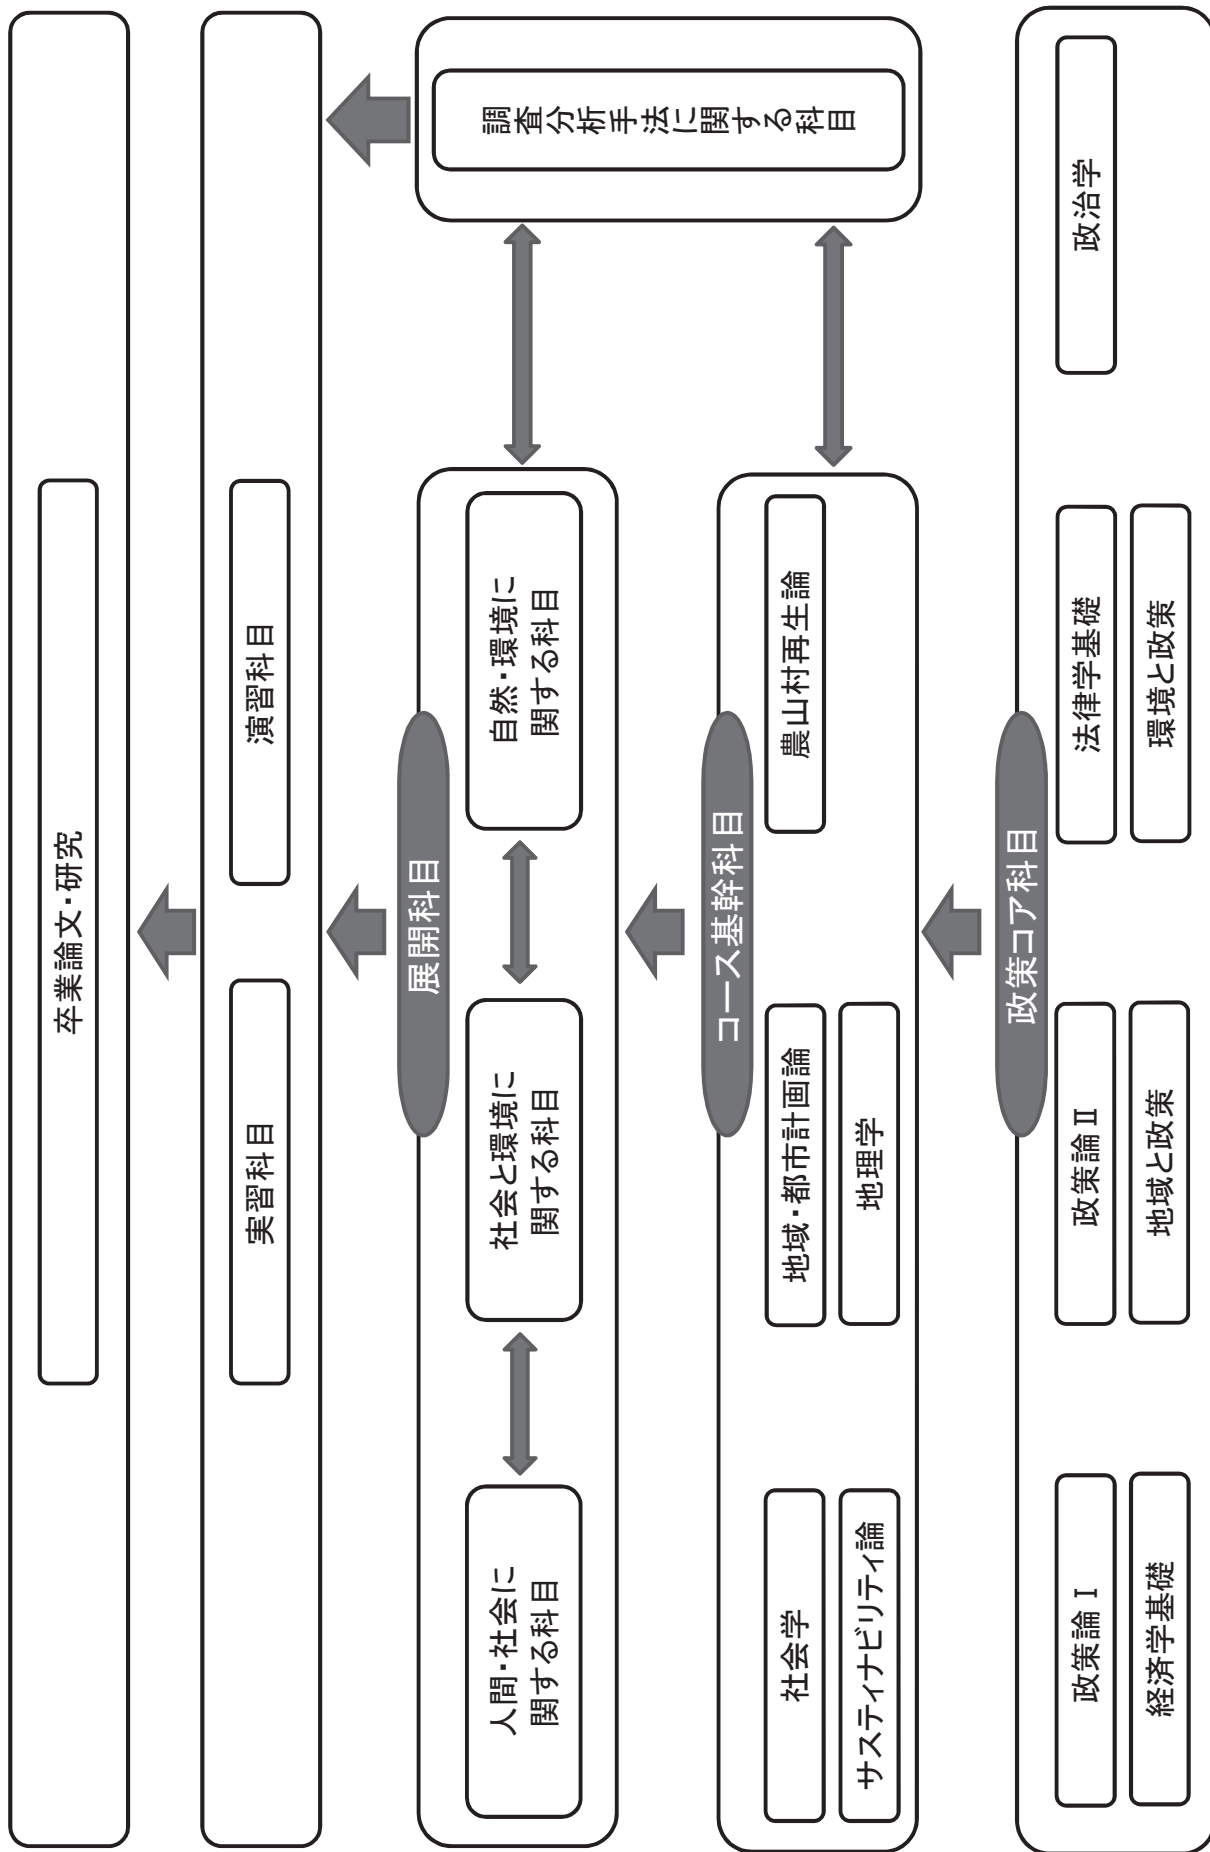 卒業論文・研究
実習科目
演習科目
展開科目
人間・社会に
関する科目
社会と環境に
関する科目
自然・環境に
関する科目
調査分析手法に関する科目
コース基幹科目
社会学
地域・都市計画論
農山村再生論
サスティナビリティ論
地理学
政策コア科目
政策論Ⅰ
政策論Ⅱ
法律学基礎
政治学
経済学基礎
地域と政策
環境と政策